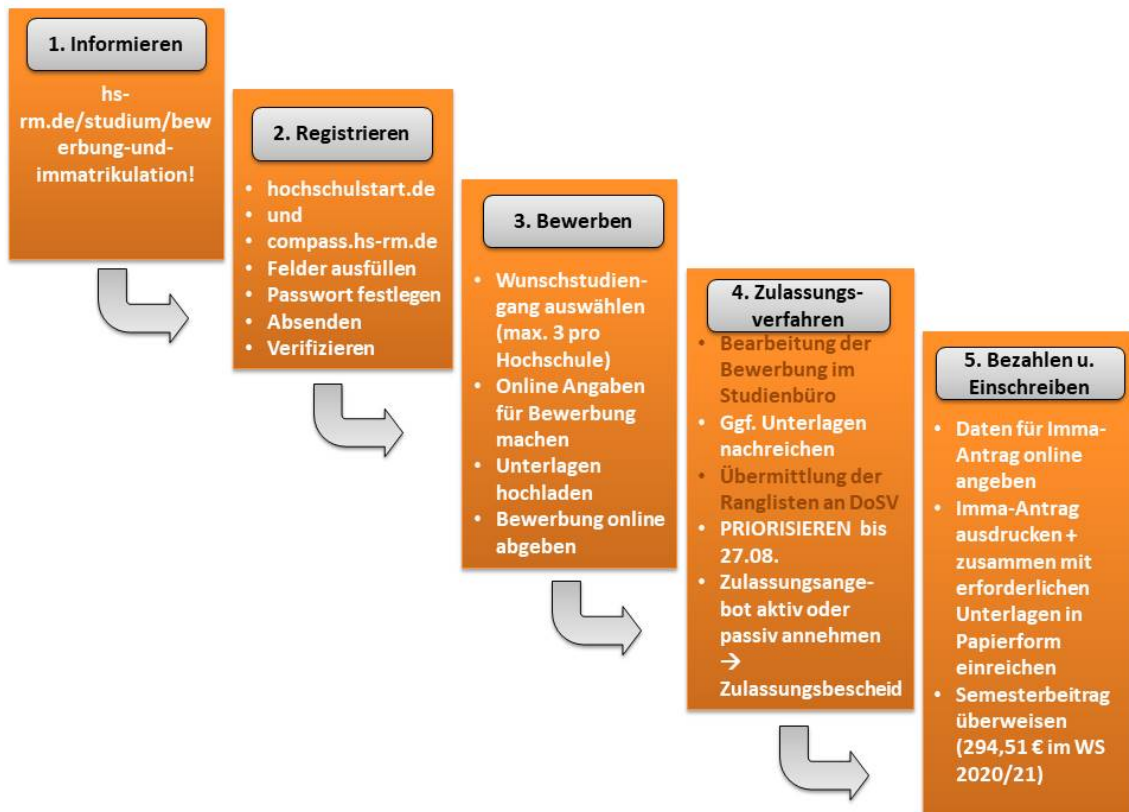 1. Informieren
hs-
rm.de/studium/bew
erbung-und-
immatrikulation!
2. Registrieren
• hochschulstart.de
• und
• compass.hs-rm.de
• Felder ausfüllen
• Passwort festlegen
• Absenden
• Verifizieren
3. Bewerben
• Wunschstudien-
gang auswählen
(max. 3 pro
Hochschule)
• Online Angaben
für Bewerbung
machen
• Unterlagen
hochladen
• Bewerbung online
abgeben
4. Zulassungs-
verfahren
• Bearbeitung der
Bewerbung im
Studienbüro
• Ggf. Unterlagen
nachreichen
• Übermittlung der
Ranglisten an DoSV
• PRIORISIEREN bis
27.08.
• Zulassungsange-
bot aktiv oder
passiv annehmen
→
Zulassungsbescheid
5. Bezahlen u.
Einschreiben
• Daten für Imma-
Antrag online
angeben
• Imma-Antrag
ausdrucken +
zusammen mit
erforderlichen
Unterlagen in
Papierform
einreichen
• Semesterbeitrag
überweisen
(294,51 € im WS
2020/21)